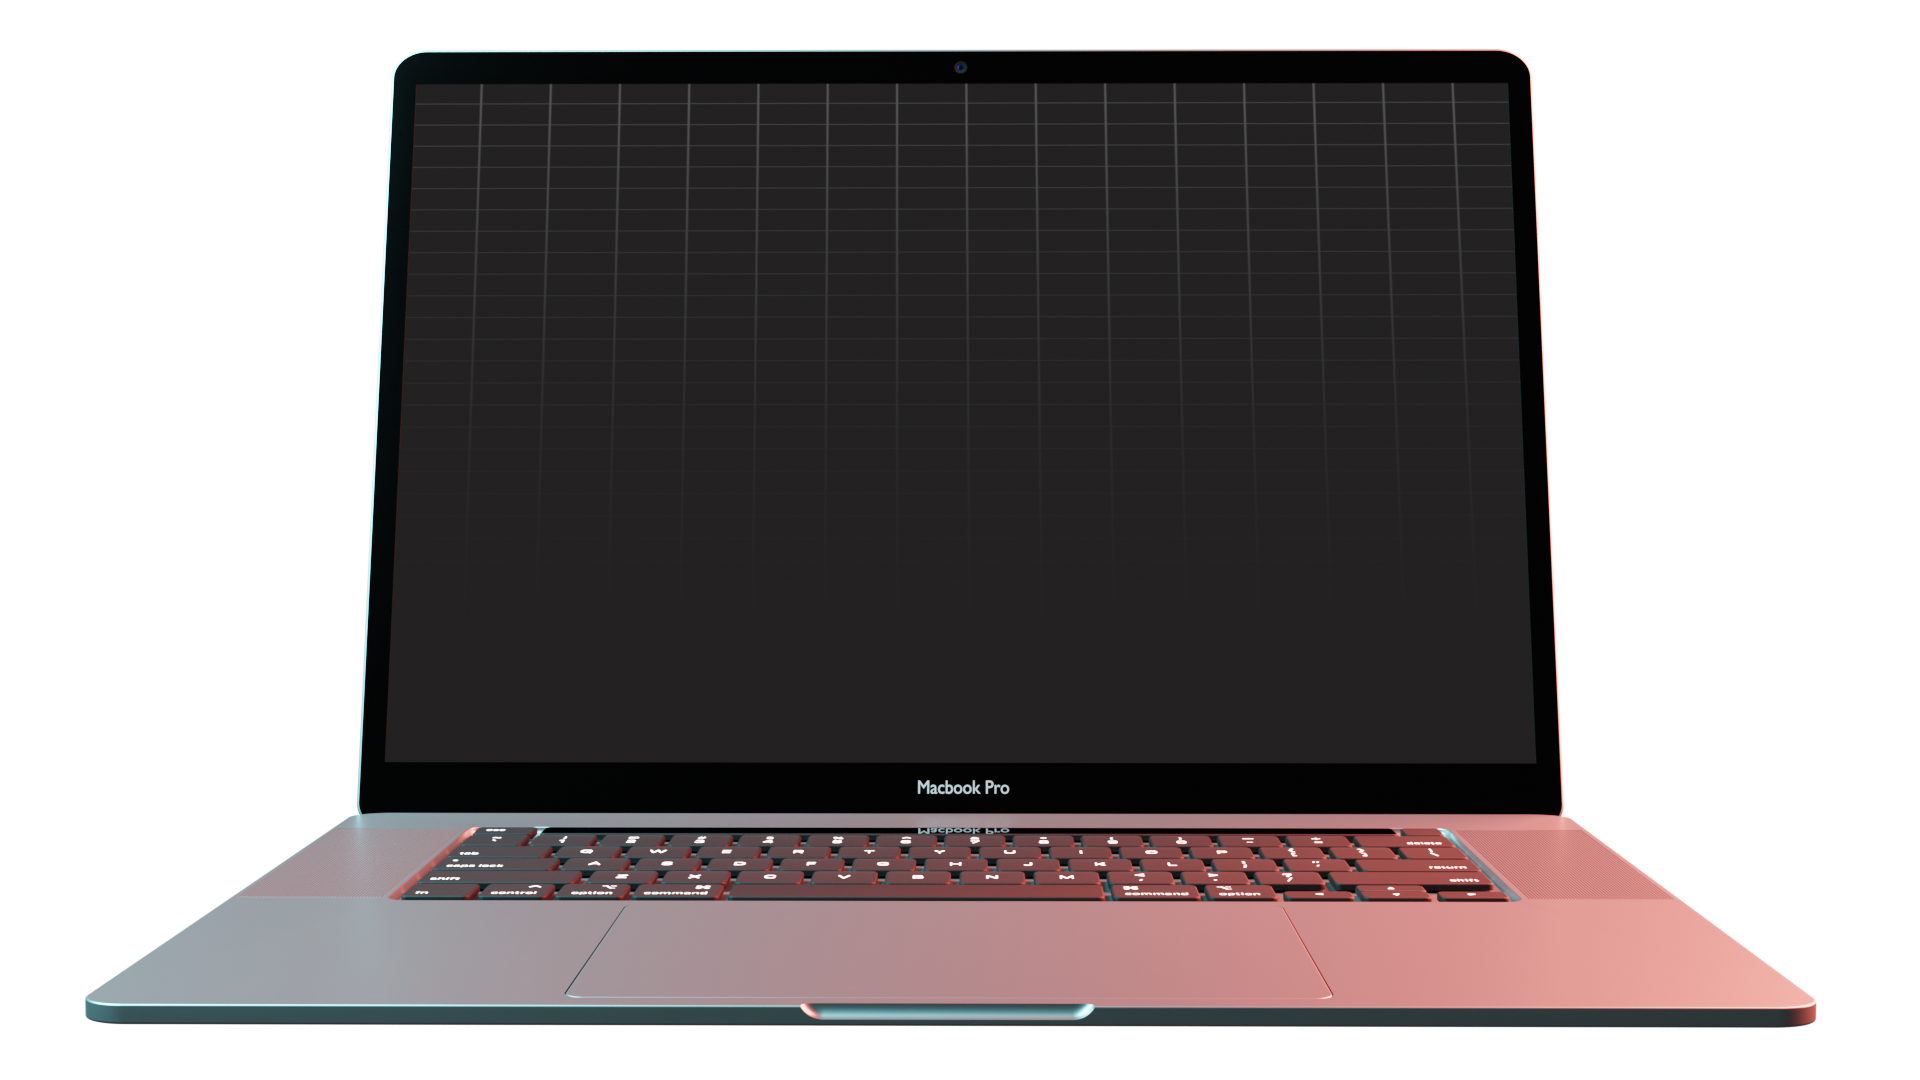 Macbook Pro
esc
tab
Q W E R T Y U I O P
delete
caps lock
A S D F G H J K L
return
shift
Z X C V B N M
shift
fn control option command
command option